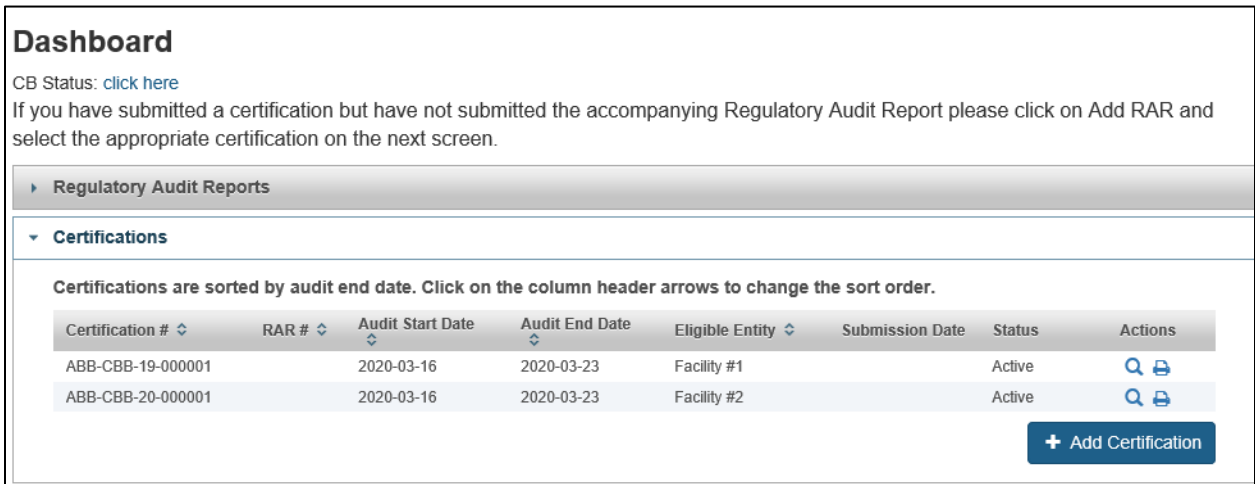 Dashboard
CB Status: click here
If you have submitted a certification but have not submitted the accompanying Regulatory Audit Report please click on Add RAR and
select the appropriate certification on the next screen.
Regulatory Audit Reports
Certifications
Certifications are sorted by audit end date. Click on the column header arrows to change the sort order.
Certification # RAR # Audit Start Date Audit End Date Eligible Entity Submission Date Status Actions
ABB-CBB-19-000001 2020-03-16 2020-03-23 Facility #1 Active
ABB-CBB-20-000001 2020-03-16 2020-03-23 Facility #2 Active
+ Add Certification